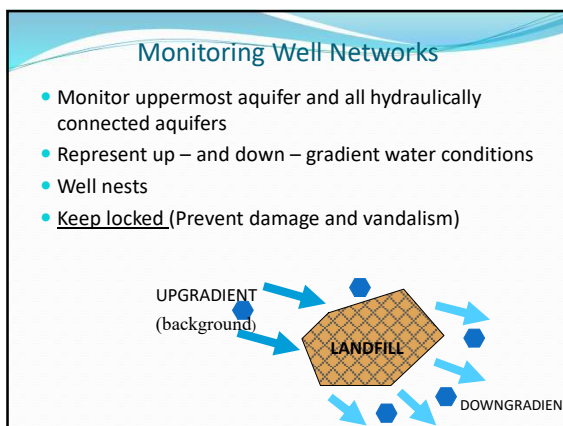 Monitoring Well Networks
• Monitor uppermost aquifer and all hydraulically
connected aquifers
• Represent up – and down – gradient water conditions
• Well nests
• Keep locked (Prevent damage and vandalism)
UPGRADIENT
(background)
LANDFILL
DOWNGRADIEN